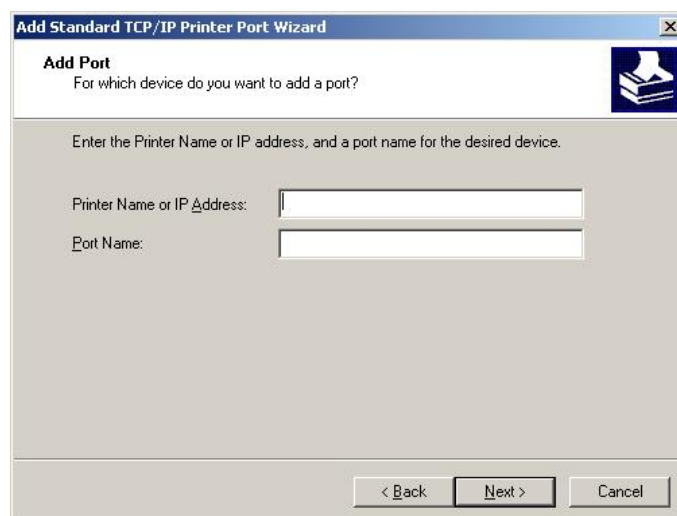 Add Standard TCP/IP Printer Port Wizard
Add Port
For which device do you want to add a port?
Enter the Printer Name or IP address, and a port name for the desired device.
Printer Name or IP Address:
Port Name:
< Back Next > Cancel